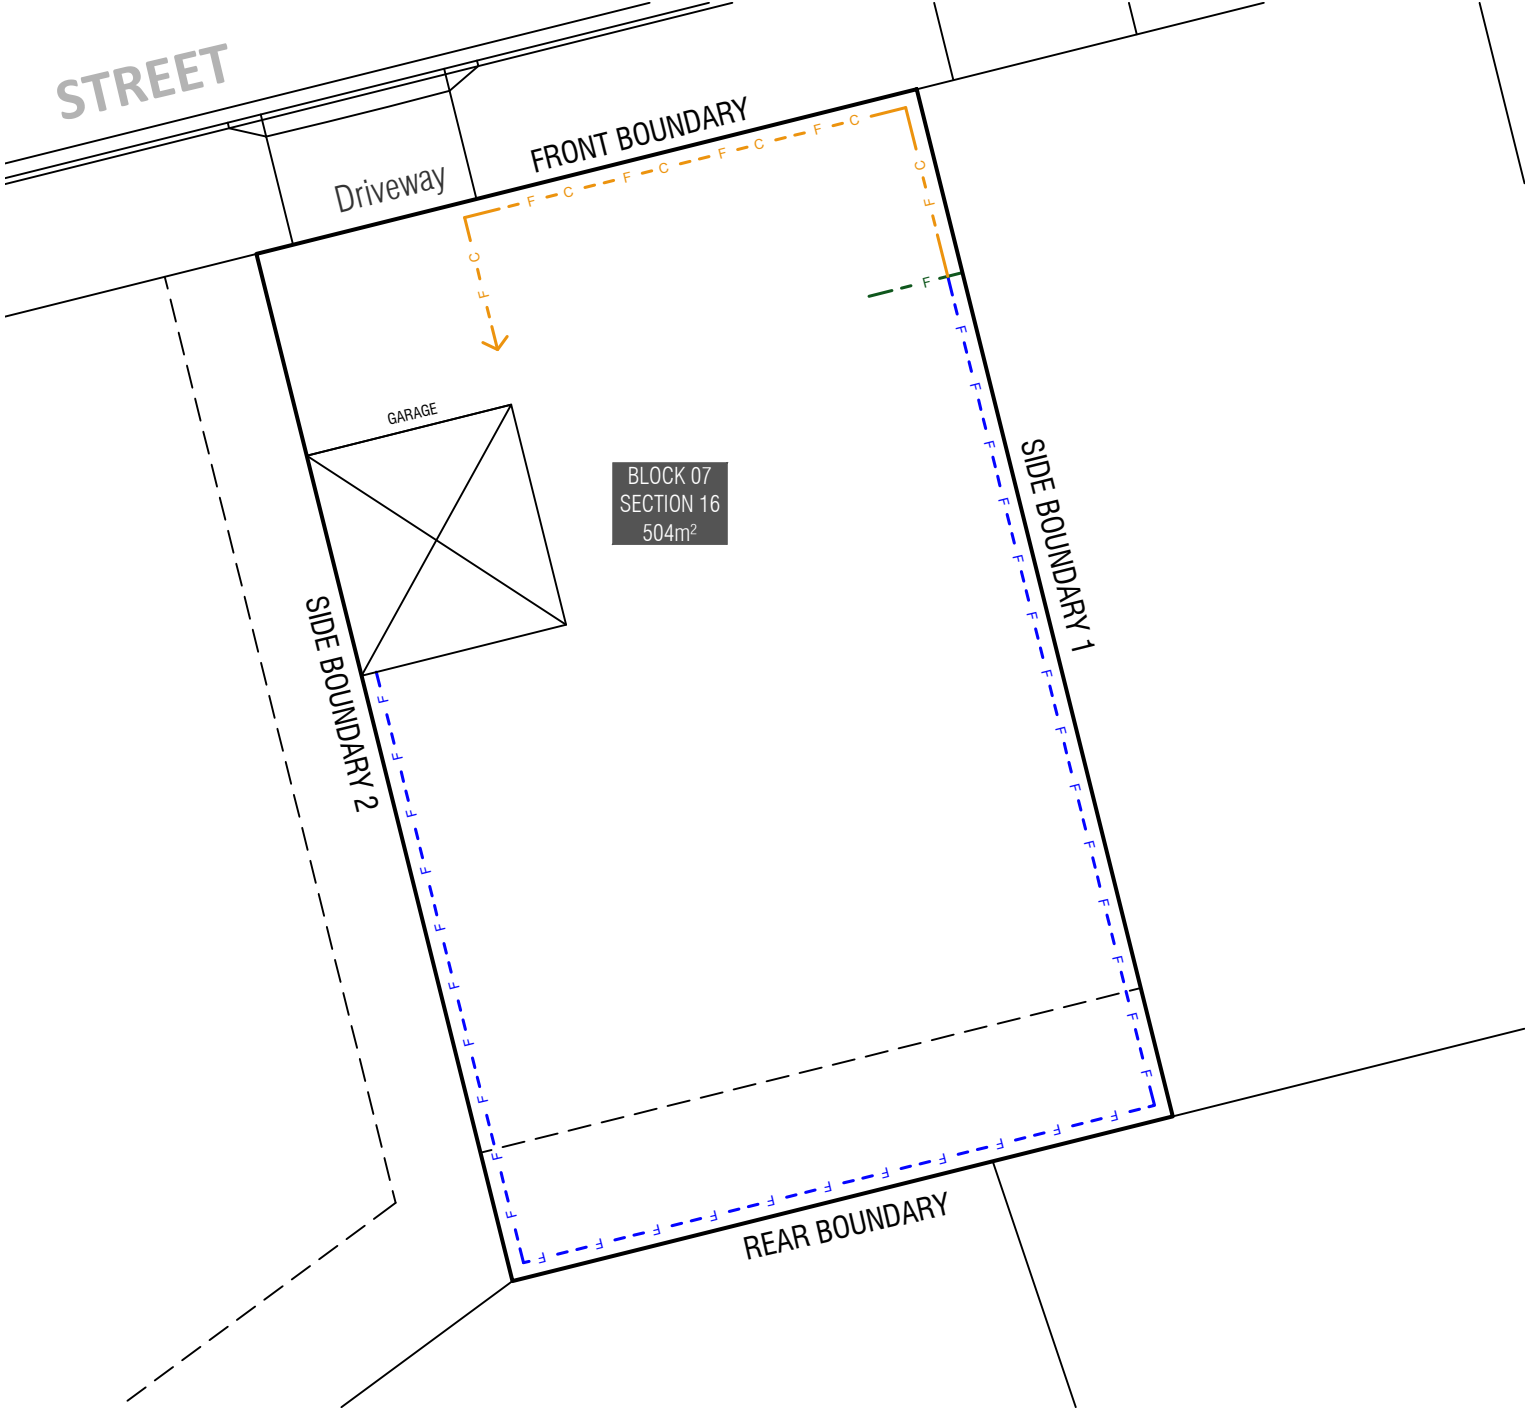 STREET
FRONT BOUNDARY
Driveway
F C F C F C F C
C F
C F
F
GARAGE
BLOCK 07
SECTION 16
504m²
SIDE BOUNDARY 1
SIDE BOUNDARY 2
F F F F F F F F F F F F F F
F F F F F F F F F F
F F F F F F F F F F F
REAR BOUNDARY